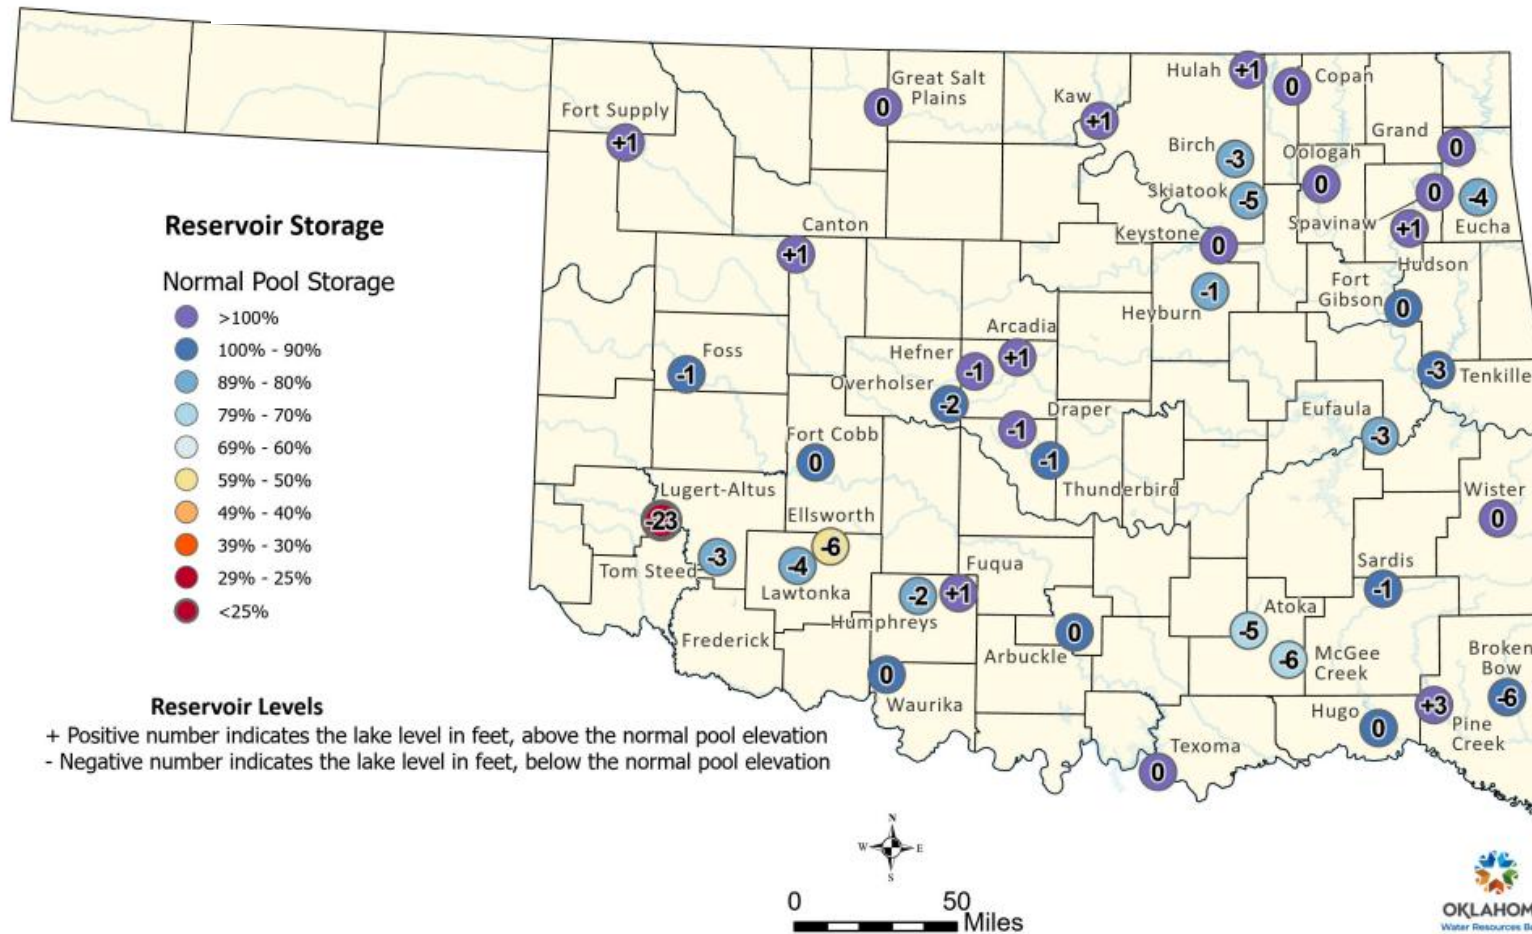 Hulah
+1
0
Copan
Great Salt
Plains
0
Kaw
+1
Fort Supply
+1
Grand
0
Birch
-3
Oologah
0
Skiatook
-5
0
-4
Spavinaw
Eucha
+1
Hudson
Reservoir Storage
Canton
+1
Keystone
0
Normal Pool Storage
>100%
100% - 90%
89% - 80%
79% - 70%
69% - 60%
59% - 50%
49% - 40%
39% - 30%
29% - 25%
<25%
Heyburn
-1
Fort
Gibson
0
Foss
-1
Arcadia
+1
Hefner
-1
Overholser
-2
-3
Tenkille
Draper
-1
Eufaula
-3
Fort Cobb
0
-1
Thunderbird
Lugert-Altus
-23
Wister
0
Ellsworth
-6
Tom Steed
-3
-4
Lawtonka
Fuqua
+1
-2
Humphreys
Sardis
-1
Frederick
Arbuckle
0
Atoka
-5
-6
McGee
Creek
Broken
Bow
-6
0
Waurika
Hugo
0
+3
Pine
Creek
Texoma
0
Reservoir Levels
+ Positive number indicates the lake level in feet, above the normal pool elevation
- Negative number indicates the lake level in feet, below the normal pool elevation
N
W
E
S
0
50
Miles
OKLAHOM
Water Resources B